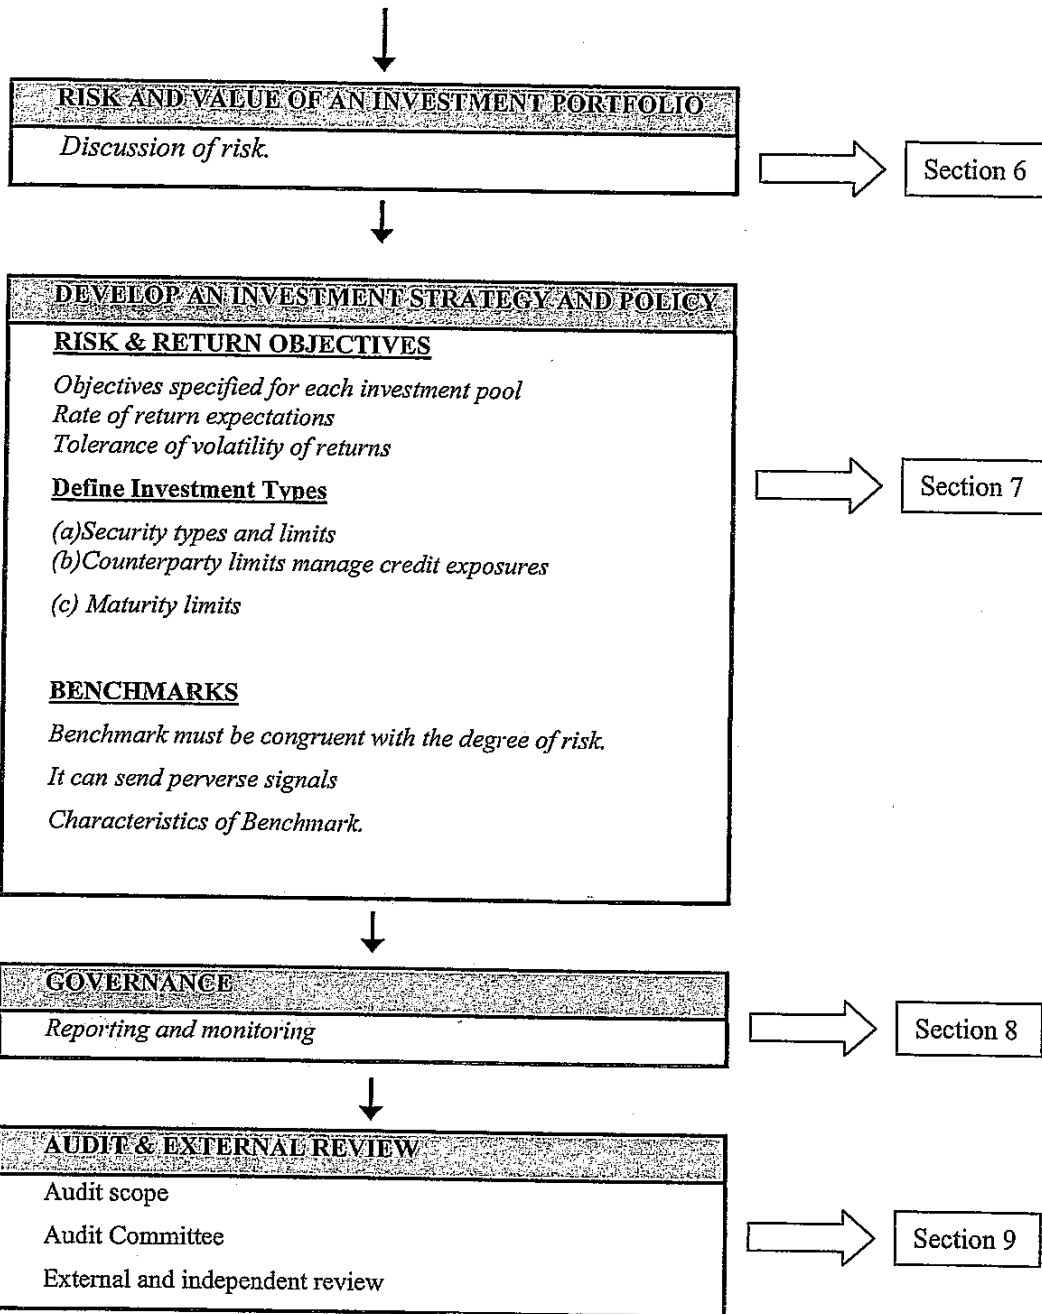 RISK AND VALUE OF AN INVESTMENT PORTFOLIO
Discussion of risk.
Section 6
DEVELOP AN INVESTMENT STRATEGY AND POLICY
RISK & RETURN OBJECTIVES
Objectives specified for each investment pool
Rate of return expectations
Tolerance of volatility of returns
Define Investment Types
(a)Security types and limits
(b)Counterparty limits manage credit exposures
(c) Maturity limits
Section 7
BENCHMARKS
Benchmark must be congruent with the degree of risk.
It can send perverse signals
Characteristics of Benchmark.
GOVERNANCE
Reporting and monitoring
Section 8
AUDIT & EXTERNAL REVIEW
Audit scope
Audit Committee
External and independent review
Section 9